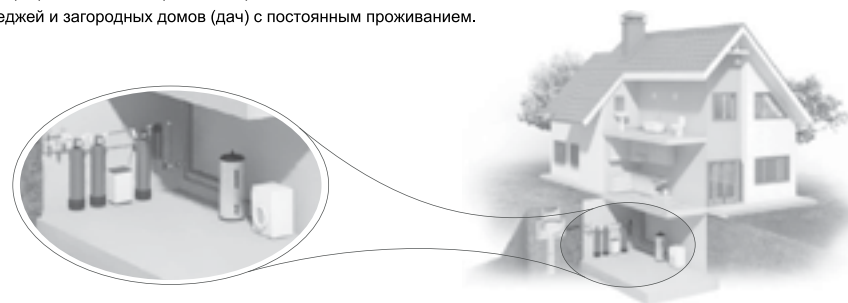 еджей и загородных домов (дач) с постоянным проживанием.